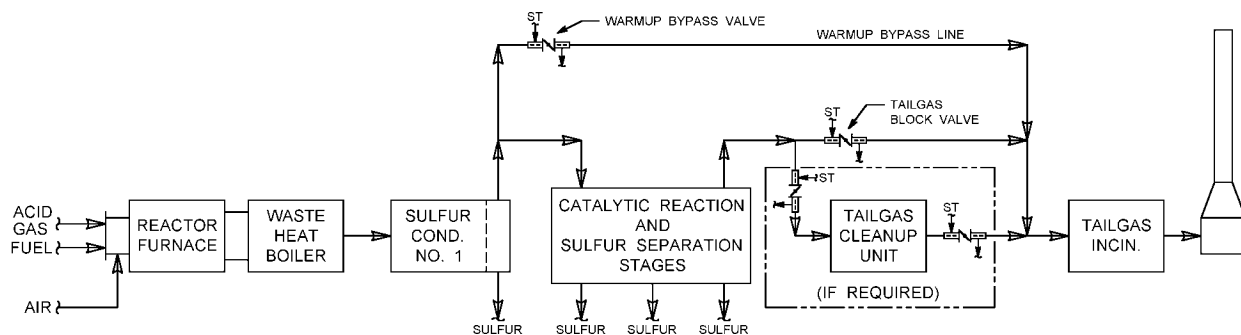 ST
WARMUP BYPASS VALVE
WARMUP BYPASS LINE
ST
TAILGAS
BLOCK VALVE
ST
ACID
GAS
FUEL
AIR
REACTOR
FURNACE
WASTE
HEAT
BOILER
SULFUR
COND.
NO. 1
CATALYTIC REACTION
AND
SULFUR SEPARATION
STAGES
TAILGAS
CLEANUP
UNIT
ST
(IF REQUIRED)
TAILGAS
INCIN.
SULFUR
SULFUR
SULFUR
SULFUR